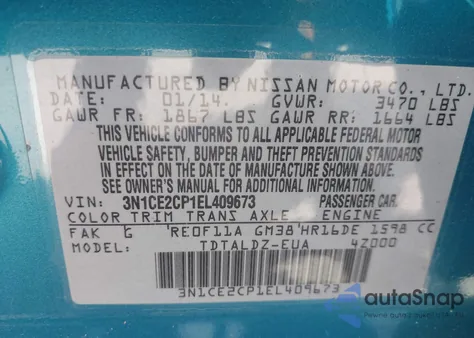 MANUFACTURED BY NISSAN MOTOR CO., LTD.
DATE: 01/14. GVWR: 3470 LBS
GAWR FR: 1867 LBS GAWR RR: 1664 LBS
THIS VEHICLE CONFORMS TO ALL APPLICABLE FEDERAL MOTOR
VEHICLE SAFETY, BUMPER AND THEFT PREVENTION STANDARDS
IN EFFECT ON THE DATE OF MANUFACTURE SHOWN ABOVE.
SEE OWNER'S MANUAL FOR ADDITIONAL INFORMATION.
VIN: 3N1CE2CP1EL409673 PASSENGER CAR.
COLOR TRIM TRANS AXLE ENGINE
FAK G 'RE0F11A GM38'HR16DE 1598 CC
MODEL: TDTALDZ-EUA 4Z000
3N1CE2CP1EL409673
autoSnap